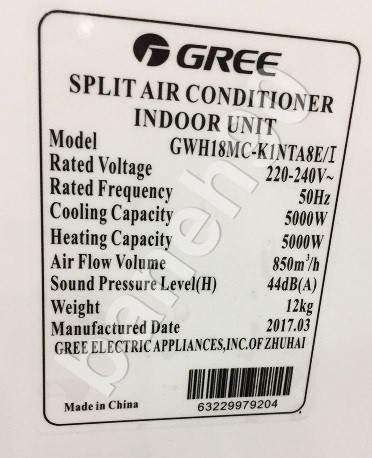 GREE
SPLIT AIR CONDITIONER
INDOOR UNIT
Model GWH18MC-K1NTA8E/I
Rated Voltage 220-240V~
Rated Frequency 50Hz
Cooling Capacity 5000W
Heating Capacity 5000W
Air Flow Volume 850m³/h
Sound Pressure Level(H) 44dB(A)
Weight 12kg
Manufactured Date 2017.03
GREE ELECTRIC APPLIANCES,INC.OF ZHUHAI
Made in China 63229979204